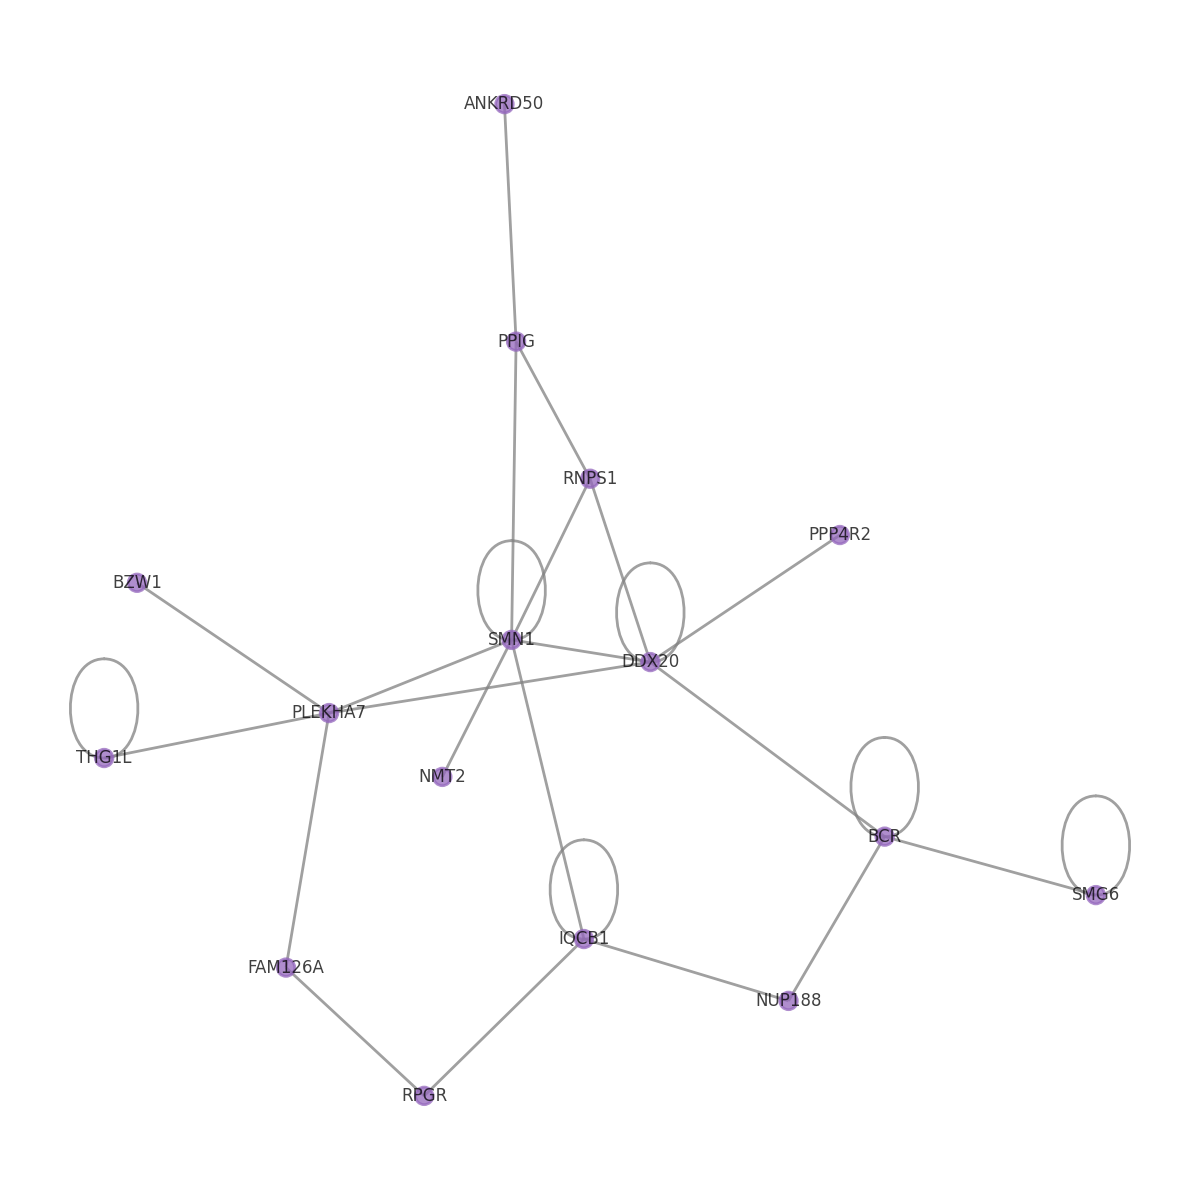 ANKRD50
PPIG
RNPS1
PPP4R2
BZW1
SMN1
DDX20
PLEKHA7
THG1L
NMT2
BCR
SMG6
IQCB1
FAM126A
NUP188
RPGR